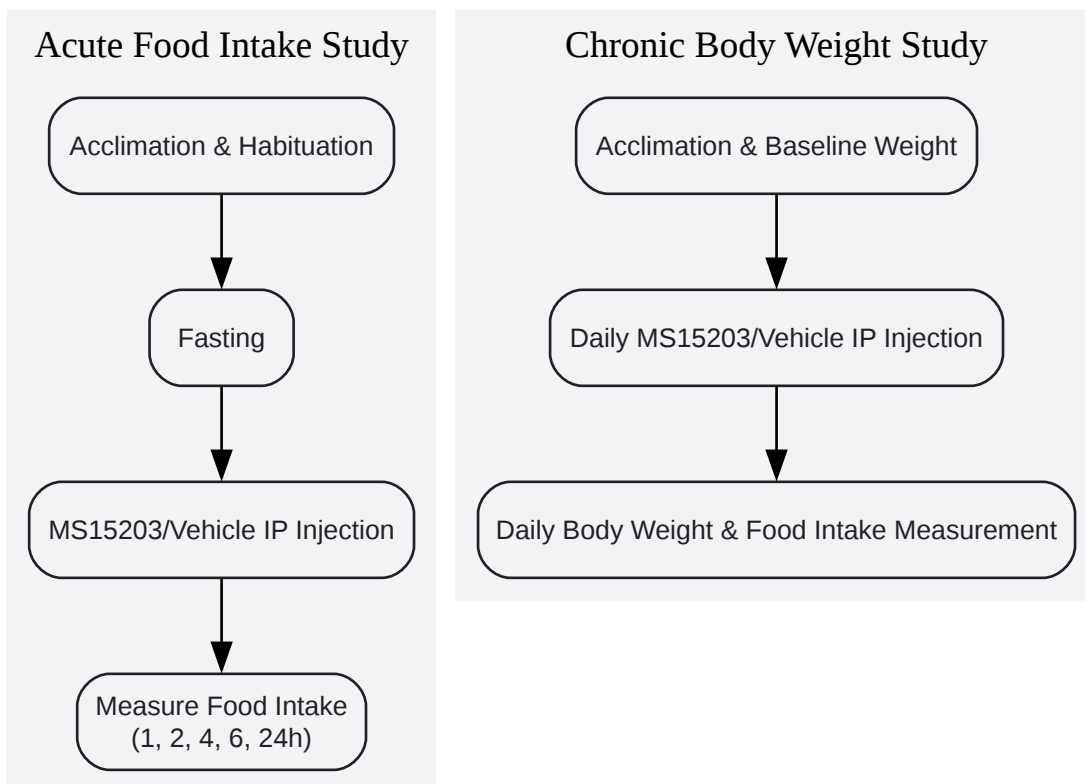 Acute Food Intake Study
Acclimation & Habituation
Fasting
MS15203/Vehicle IP Injection
Measure Food Intake
(1, 2, 4, 6, 24h)
Chronic Body Weight Study
Acclimation & Baseline Weight
Daily MS15203/Vehicle IP Injection
Daily Body Weight & Food Intake Measurement